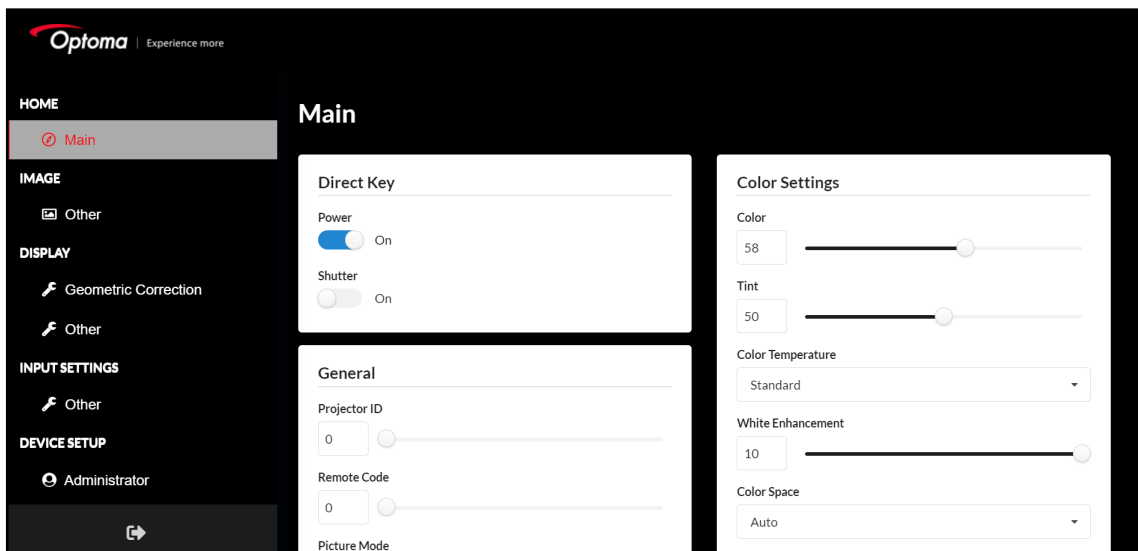 Optoma | Experience more
HOME
Main
IMAGE
Other
DISPLAY
Geometric Correction
Other
INPUT SETTINGS
Other
DEVICE SETUP
Administrator
Main
Direct Key
Power
On
Shutter
On
General
Projector ID
0
Remote Code
0
Picture Mode
Color Settings
Color
58
Tint
50
Color Temperature
Standard
White Enhancement
10
Color Space
Auto